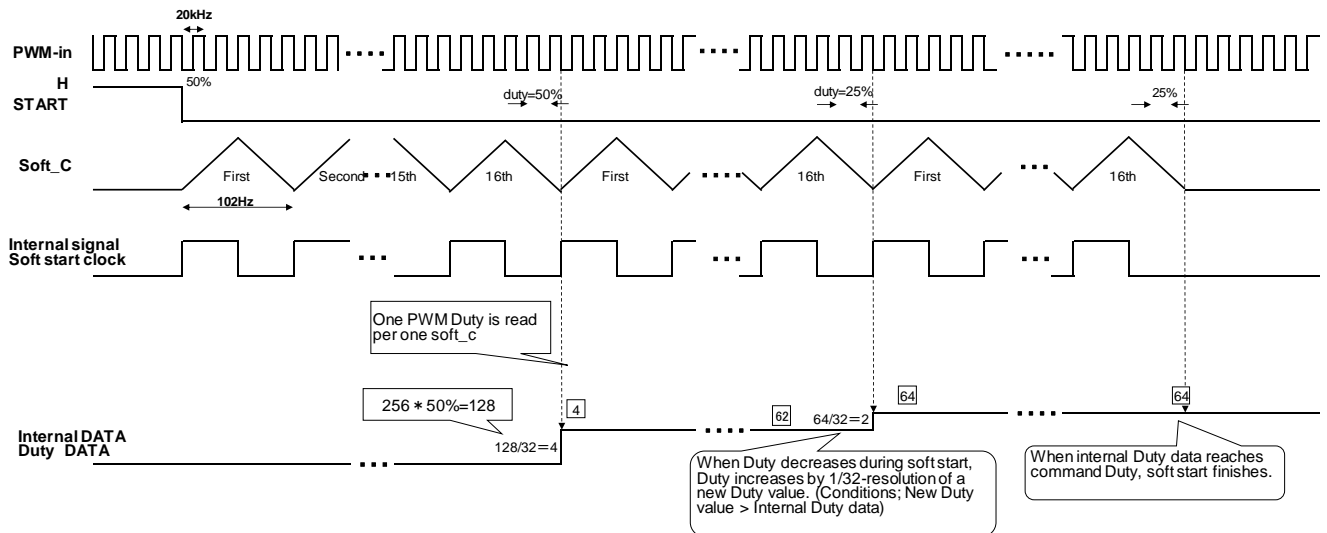 20kHz
PWM-in
H
START
50%
duty=50%
duty=25%
25%
Soft_C
First
Second
15th
16th
First
16th
First
16th
102Hz
Internal signal
Soft start clock
One PWM Duty is read
per one soft_c
256*50%=128
128/32=4
4
62
64/32=2
64
64
Internal DATA
Duty DATA
When Duty decreases during soft start,
Duty increases by 1/32-resolution of a
new Duty value. (Conditions; New Duty
value > Internal Duty data)
When internal Duty data reaches
command Duty, soft start finishes.